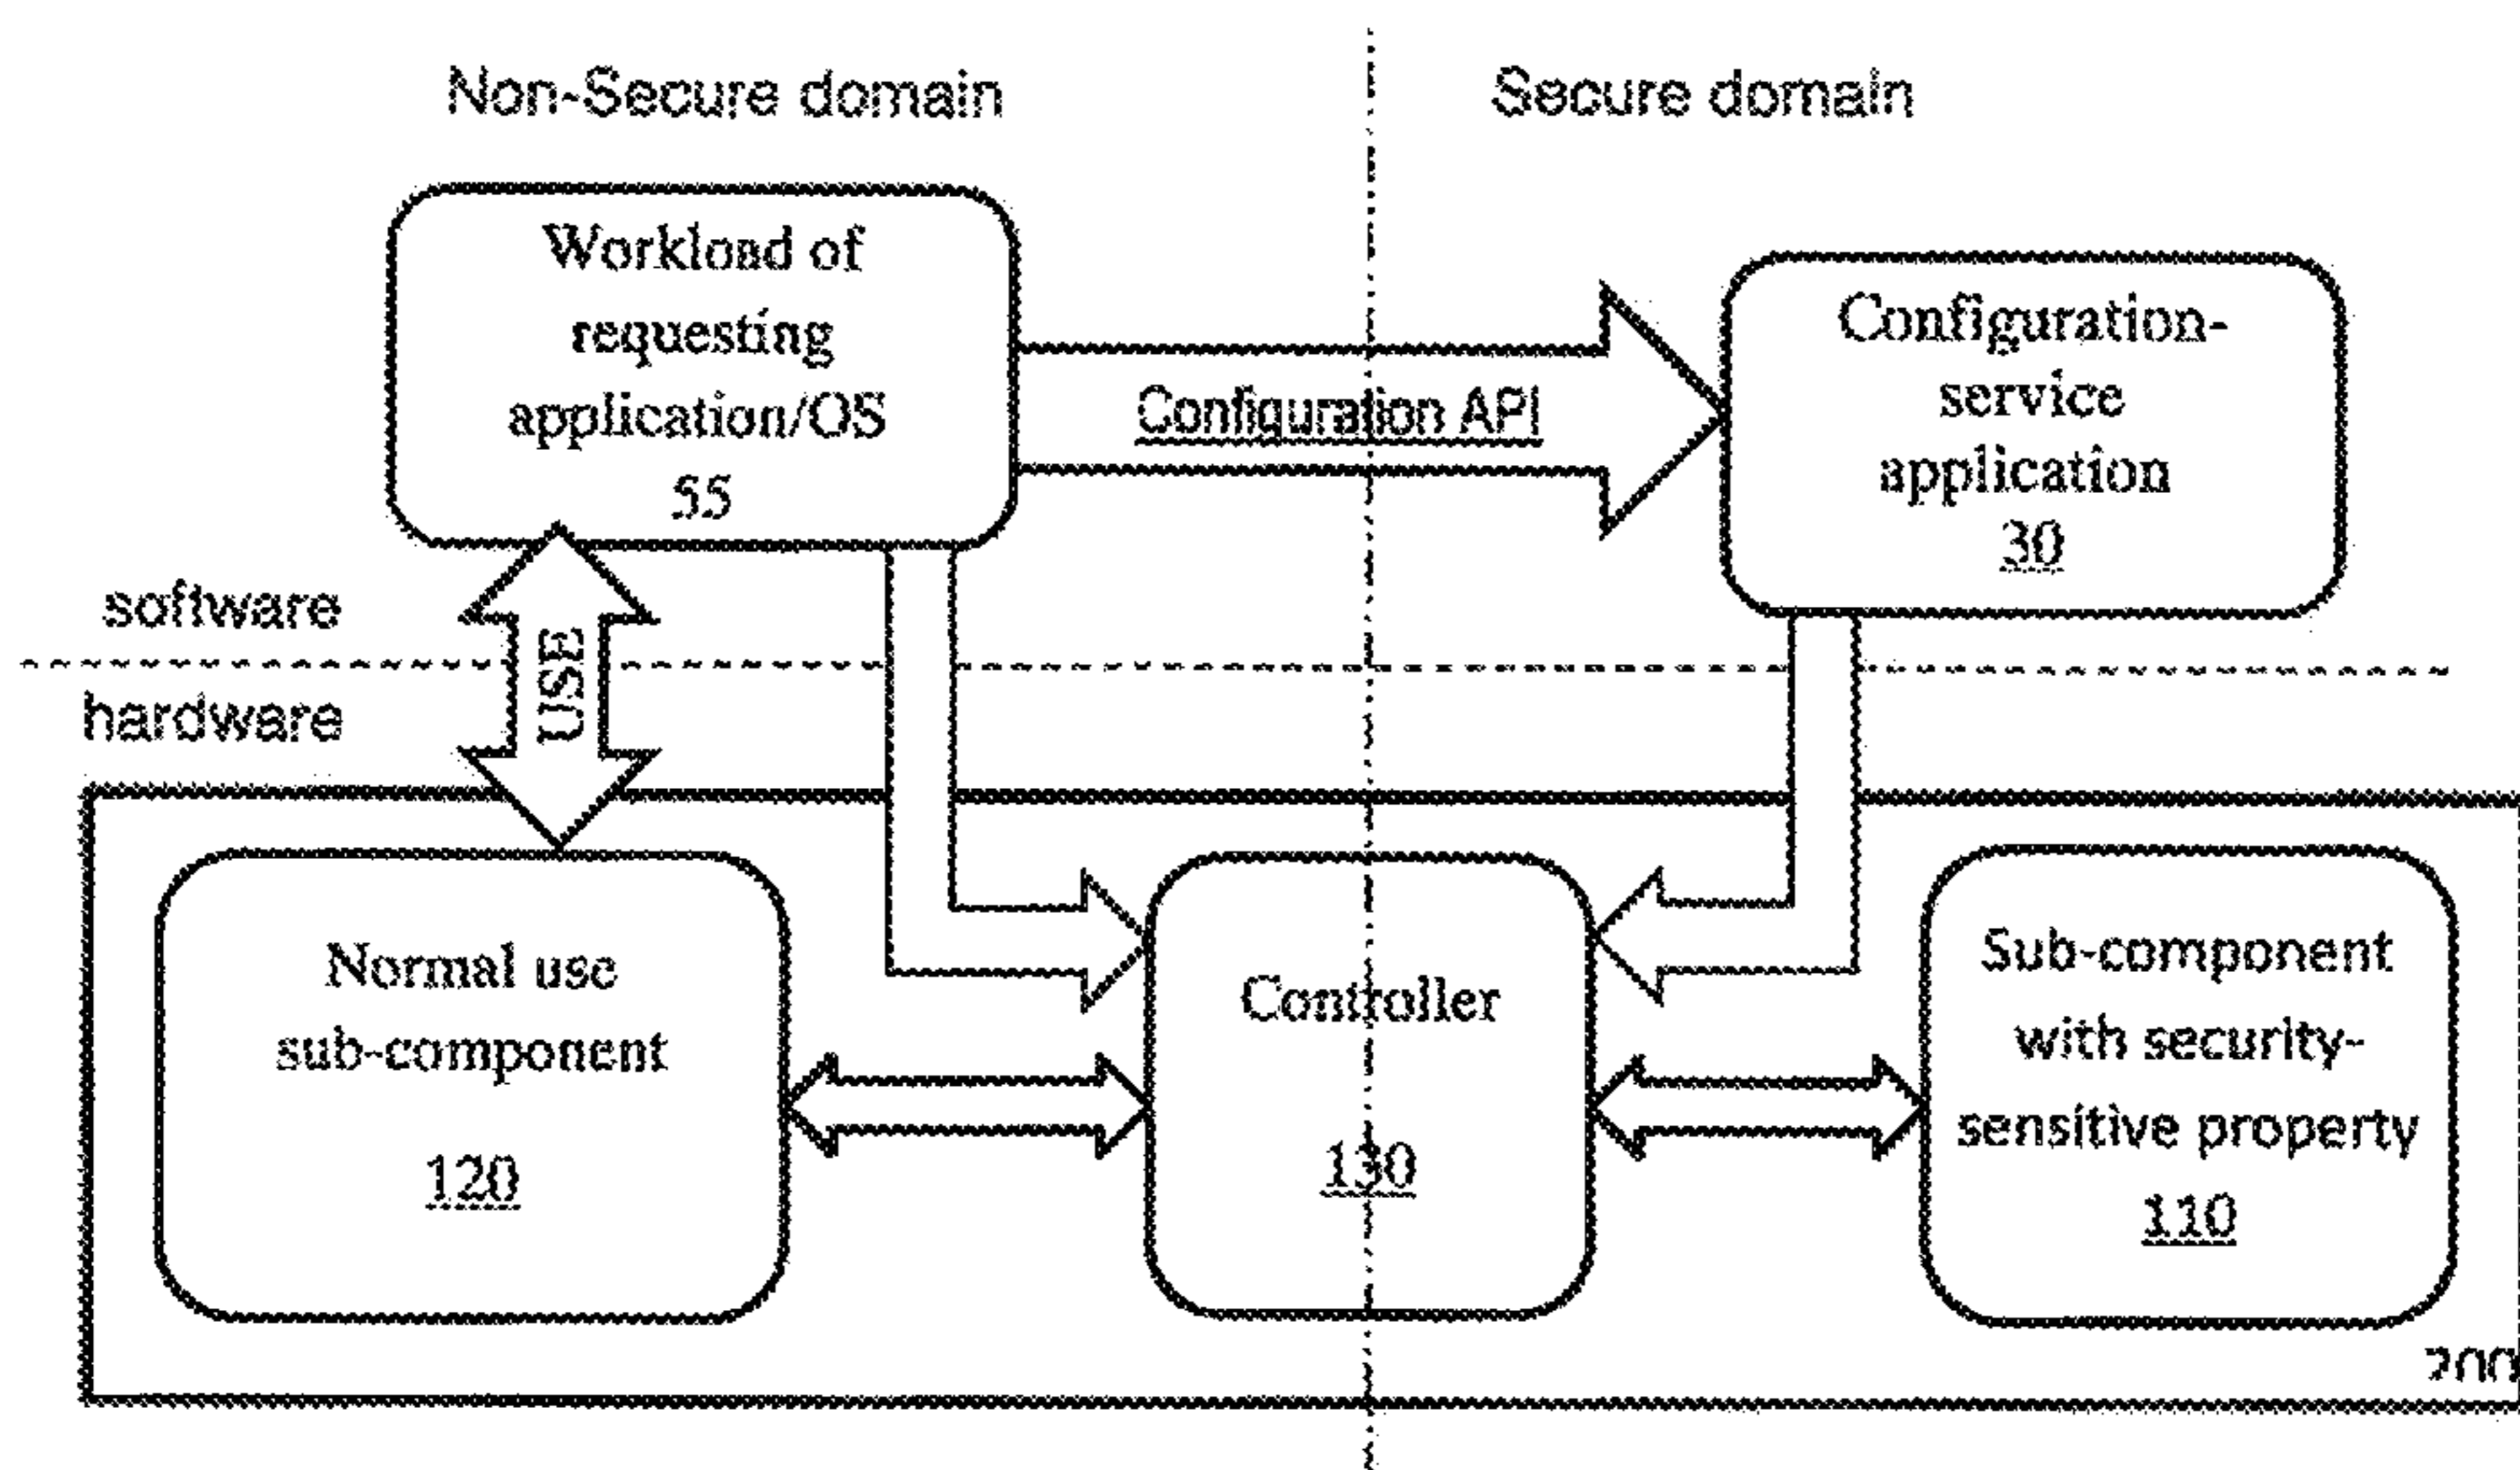 Non-Secure domain
Secure domain
Workload of
requesting
application/OS
55
Configuration API
Configuration-
service
application
30
software
USE
hardware
Normal use
sub-component
120
Controller
130
Sub-component
with security-
sensitive property
110
200